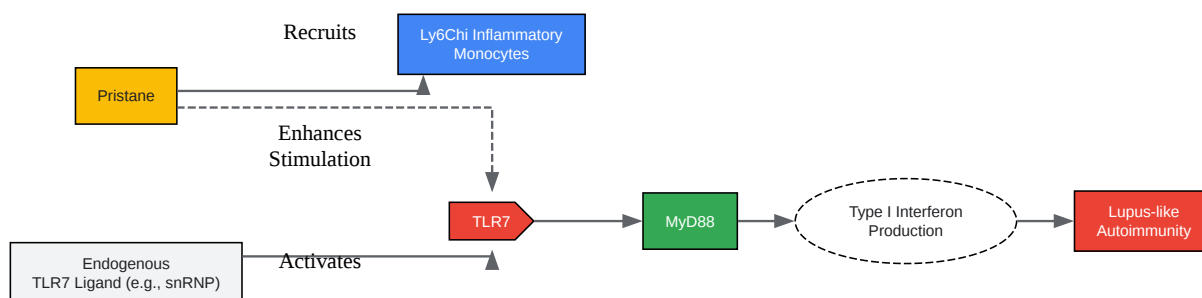 Recruits
Ly6Chi Inflammatory
Monocytes
Pristane
Enhances
Stimulation
TLR7
MyD88
Type I Interferon
Production
Lupus-like
Autoimmunity
Endogenous
TLR7 Ligand (e.g., snRNP)
Activates